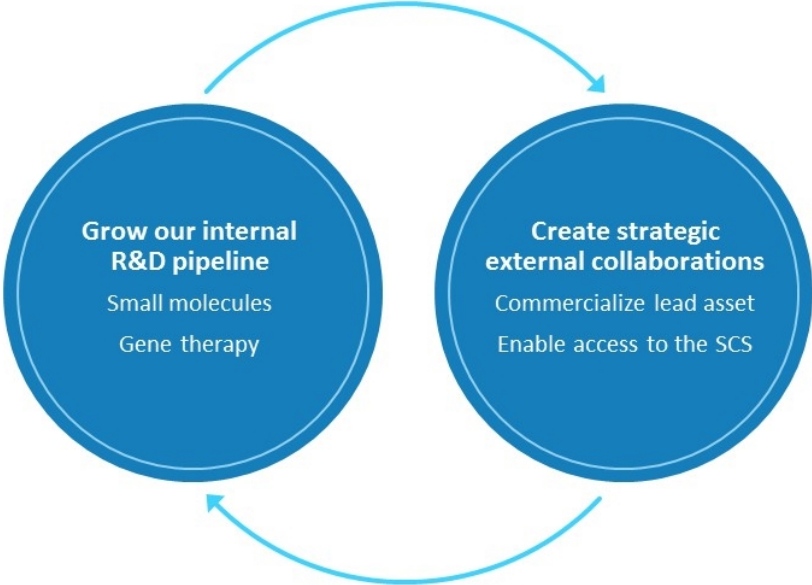 Grow our internal
R&D pipeline
Small molecules
Gene therapy
Create strategic
external collaborations
Commercialize lead asset
Enable access to the SCS